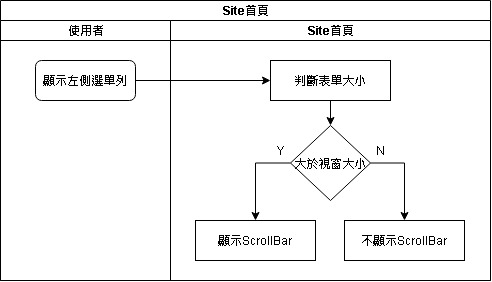 Site首頁
使用者
Site首頁
顯示左側選單列
判斷表單大小
大於視窗大小
Y
N
顯示ScrollBar
不顯示ScrollBar